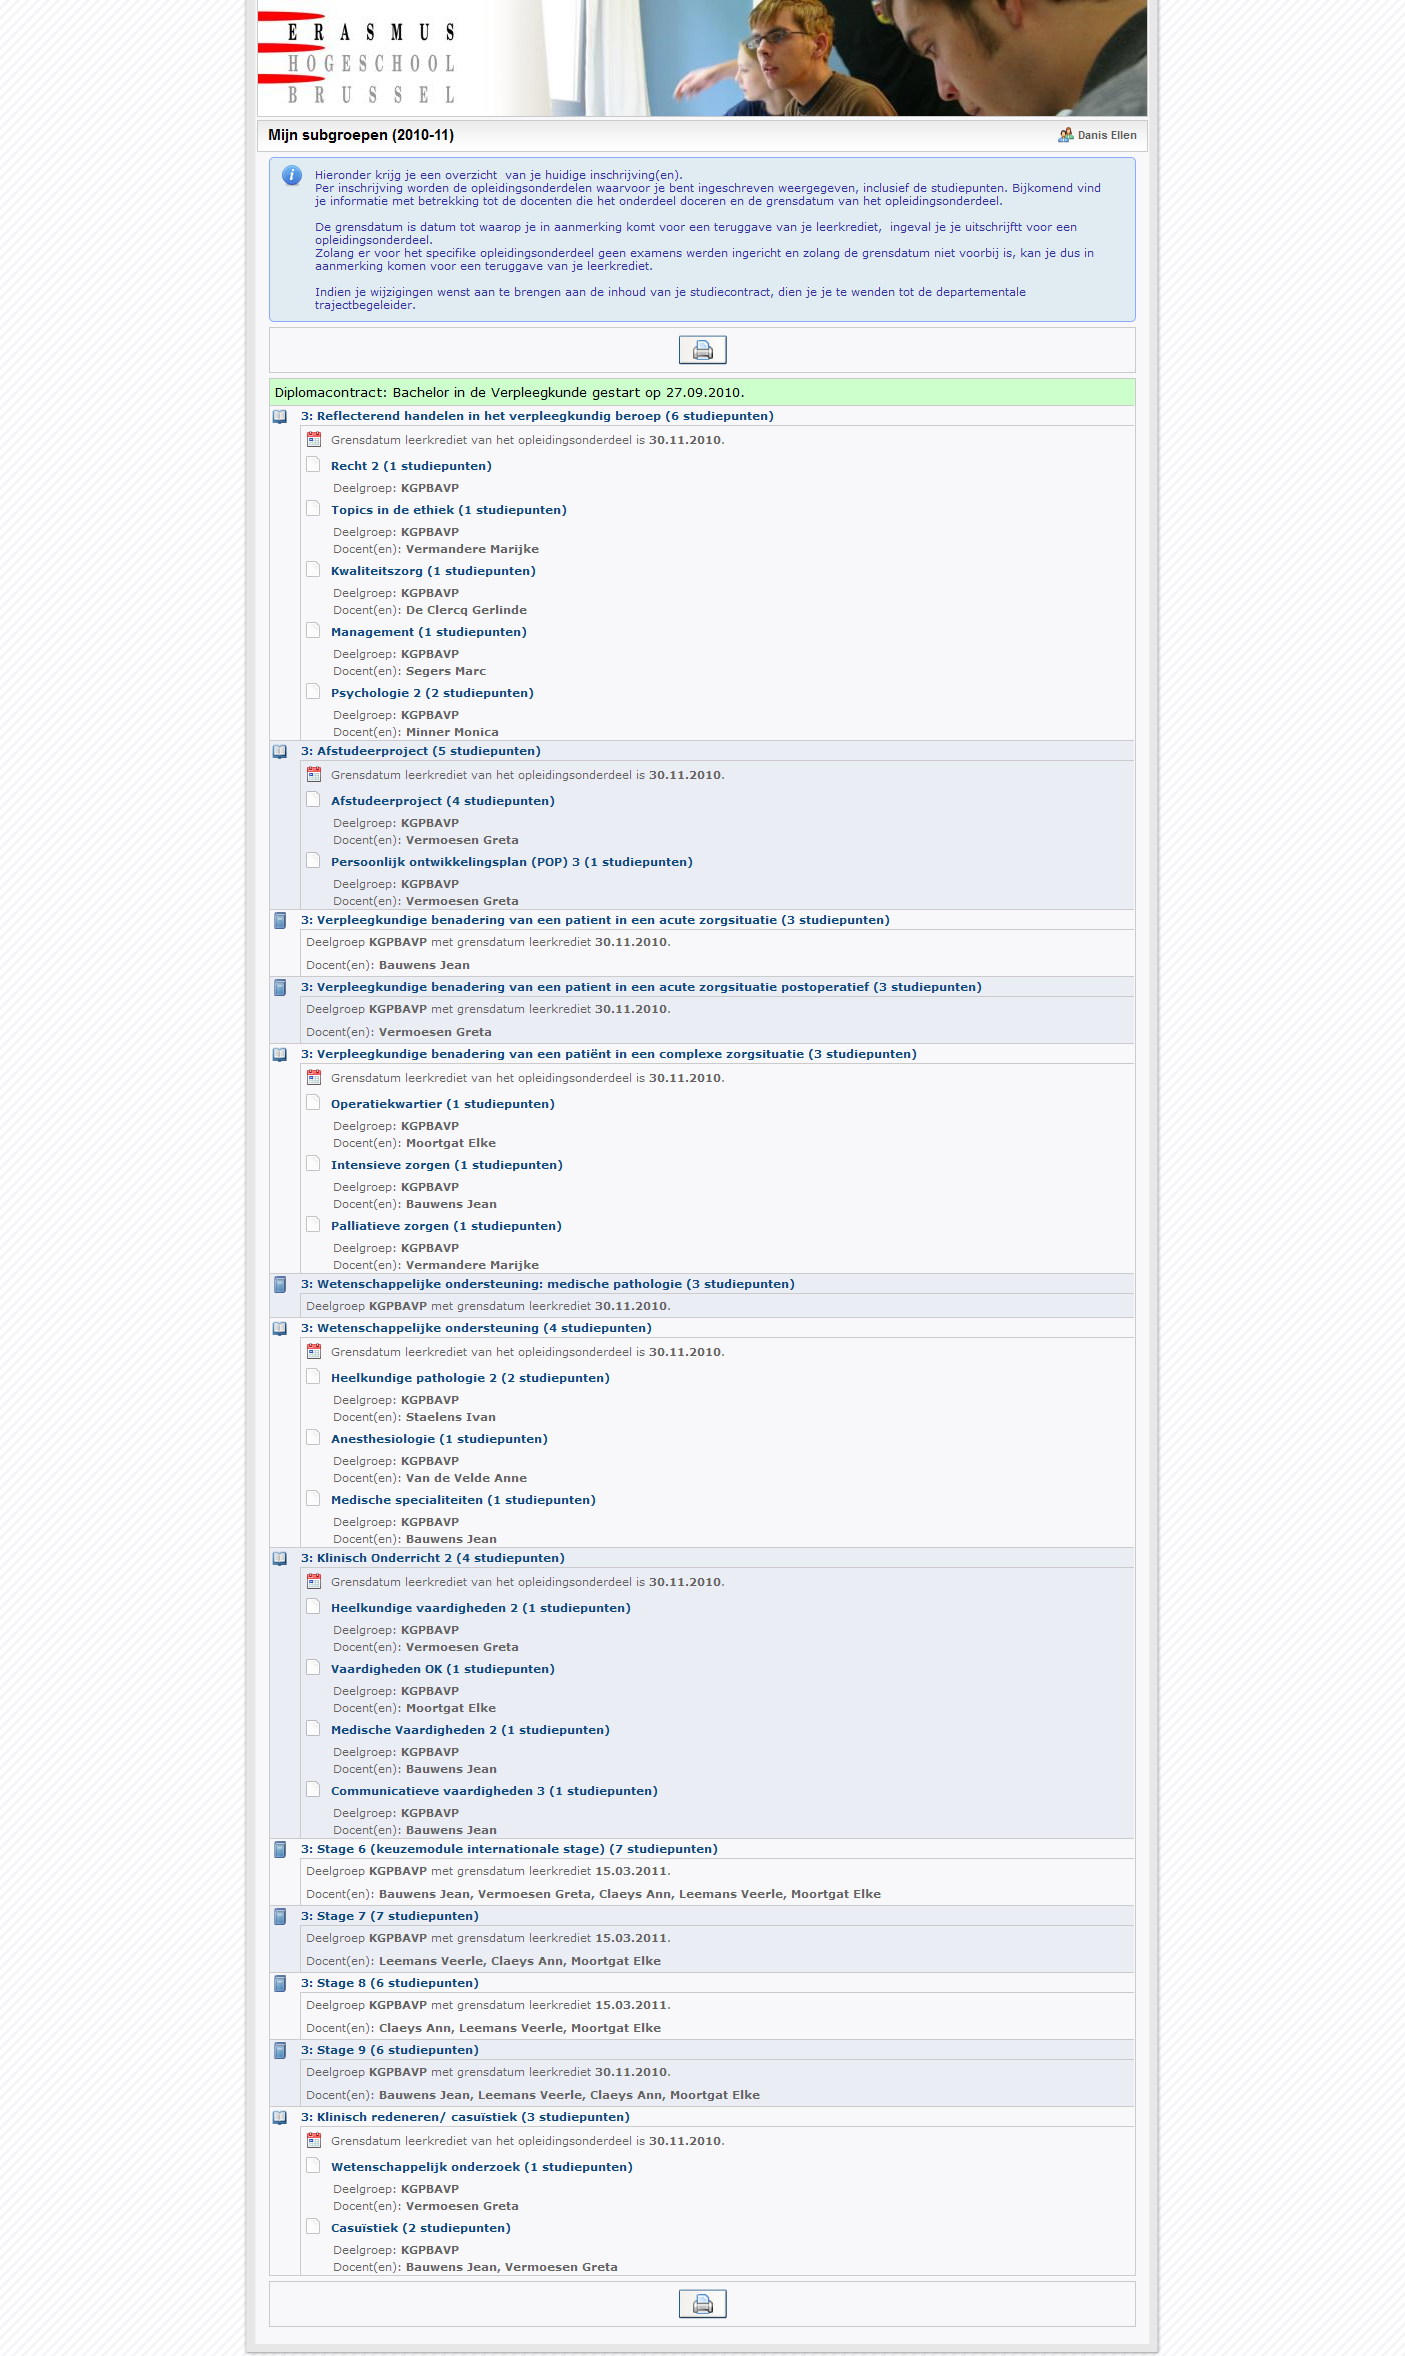 ERASMUS
HOGESCHOOL
BRUSSEL
Mijn subgroepen (2010-11)
Danis Ellen
Hieronder krijg je een overzicht  van je huidige inschrijving(en).
Per inschrijving worden de opleidingsonderdelen waarvoor je bent ingeschreven weergegeven, inclusief de studiepunten. Bijkomend vind
je informatie met betrekking tot de docenten die het onderdeel doceren en de grensdatum van het opleidingsonderdeel.
De grensdatum is datum tot waarop je in aanmerking komt voor een teruggave van je leerkrediet,  ingeval je je uitschrijftt voor een
opleidingsonderdeel.
Zolang er voor het specifike opleidingsonderdeel geen examens werden ingericht en zolang de grensdatum niet voorbij is, kan je dus in
aanmerking komen voor een teruggave van je leerkrediet.
Indien je wijzigingen wenst aan te brengen aan de inhoud van je studiecontract, dien je je te wenden tot de departementale
trajectbegeleider.
Diplomacontract: Bachelor in de Verpleegkunde gestart op 27.09.2010.
3: Reflecterend handelen in het verpleegkundig beroep (6 studiepunten)
Grensdatum leerkrediet van het opleidingsonderdeel is 30.11.2010.
Recht 2 (1 studiepunten)
Deelgroep: KGPBAVP
Topics in de ethiek (1 studiepunten)
Deelgroep: KGPBAVP
Docent(en): Vermandere Marijke
Kwaliteitszorg (1 studiepunten)
Deelgroep: KGPBAVP
Docent(en): De Clercq Gerlinde
Management (1 studiepunten)
Deelgroep: KGPBAVP
Docent(en): Segers Marc
Psychologie 2 (2 studiepunten)
Deelgroep: KGPBAVP
Docent(en): Minner Monica
3: Afstudeerproject (5 studiepunten)
Grensdatum leerkrediet van het opleidingsonderdeel is 30.11.2010.
Afstudeerproject (4 studiepunten)
Deelgroep: KGPBAVP
Docent(en): Vermoesen Greta
Persoonlijk ontwikkelingsplan (POP) 3 (1 studiepunten)
Deelgroep: KGPBAVP
Docent(en): Vermoesen Greta
3: Verpleegkundige benadering van een patient in een acute zorgsituatie (3 studiepunten)
Deelgroep KGPBAVP met grensdatum leerkrediet 30.11.2010.
Docent(en): Bauwens Jean
3: Verpleegkundige benadering van een patient in een acute zorgsituatie postoperatief (3 studiepunten)
Deelgroep KGPBAVP met grensdatum leerkrediet 30.11.2010.
Docent(en): Vermoesen Greta
3: Verpleegkundige benadering van een patiënt in een complexe zorgsituatie (3 studiepunten)
Grensdatum leerkrediet van het opleidingsonderdeel is 30.11.2010.
Operatiekwartier (1 studiepunten)
Deelgroep: KGPBAVP
Docent(en): Moortgat Elke
Intensieve zorgen (1 studiepunten)
Deelgroep: KGPBAVP
Docent(en): Bauwens Jean
Palliatieve zorgen (1 studiepunten)
Deelgroep: KGPBAVP
Docent(en): Vermandere Marijke
3: Wetenschappelijke ondersteuning: medische pathologie (3 studiepunten)
Deelgroep KGPBAVP met grensdatum leerkrediet 30.11.2010.
3: Wetenschappelijke ondersteuning (4 studiepunten)
Grensdatum leerkrediet van het opleidingsonderdeel is 30.11.2010.
Heelkundige pathologie 2 (2 studiepunten)
Deelgroep: KGPBAVP
Docent(en): Staelens Ivan
Anesthesiologie (1 studiepunten)
Deelgroep: KGPBAVP
Docent(en): Van de Velde Anne
Medische specialiteiten (1 studiepunten)
Deelgroep: KGPBAVP
Docent(en): Bauwens Jean
3: Klinisch Onderricht 2 (4 studiepunten)
Grensdatum leerkrediet van het opleidingsonderdeel is 30.11.2010.
Heelkundige vaardigheden 2 (1 studiepunten)
Deelgroep: KGPBAVP
Docent(en): Vermoesen Greta
Vaardigheden OK (1 studiepunten)
Deelgroep: KGPBAVP
Docent(en): Moortgat Elke
Medische Vaardigheden 2 (1 studiepunten)
Deelgroep: KGPBAVP
Docent(en): Bauwens Jean
Communicatieve vaardigheden 3 (1 studiepunten)
Deelgroep: KGPBAVP
Docent(en): Bauwens Jean
3: Stage 6 (keuzemodule internationale stage) (7 studiepunten)
Deelgroep KGPBAVP met grensdatum leerkrediet 15.03.2011.
Docent(en): Bauwens Jean, Vermoesen Greta, Claeys Ann, Leemans Veerle, Moortgat Elke
3: Stage 7 (7 studiepunten)
Deelgroep KGPBAVP met grensdatum leerkrediet 15.03.2011.
Docent(en): Leemans Veerle, Claeys Ann, Moortgat Elke
3: Stage 8 (6 studiepunten)
Deelgroep KGPBAVP met grensdatum leerkrediet 15.03.2011.
Docent(en): Claeys Ann, Leemans Veerle, Moortgat Elke
3: Stage 9 (6 studiepunten)
Deelgroep KGPBAVP met grensdatum leerkrediet 30.11.2010.
Docent(en): Bauwens Jean, Leemans Veerle, Claeys Ann, Moortgat Elke
3: Klinisch redeneren/ casuïstiek (3 studiepunten)
Grensdatum leerkrediet van het opleidingsonderdeel is 30.11.2010.
Wetenschappelijk onderzoek (1 studiepunten)
Deelgroep: KGPBAVP
Docent(en): Vermoesen Greta
Casuïstiek (2 studiepunten)
Deelgroep: KGPBAVP
Docent(en): Bauwens Jean, Vermoesen Greta